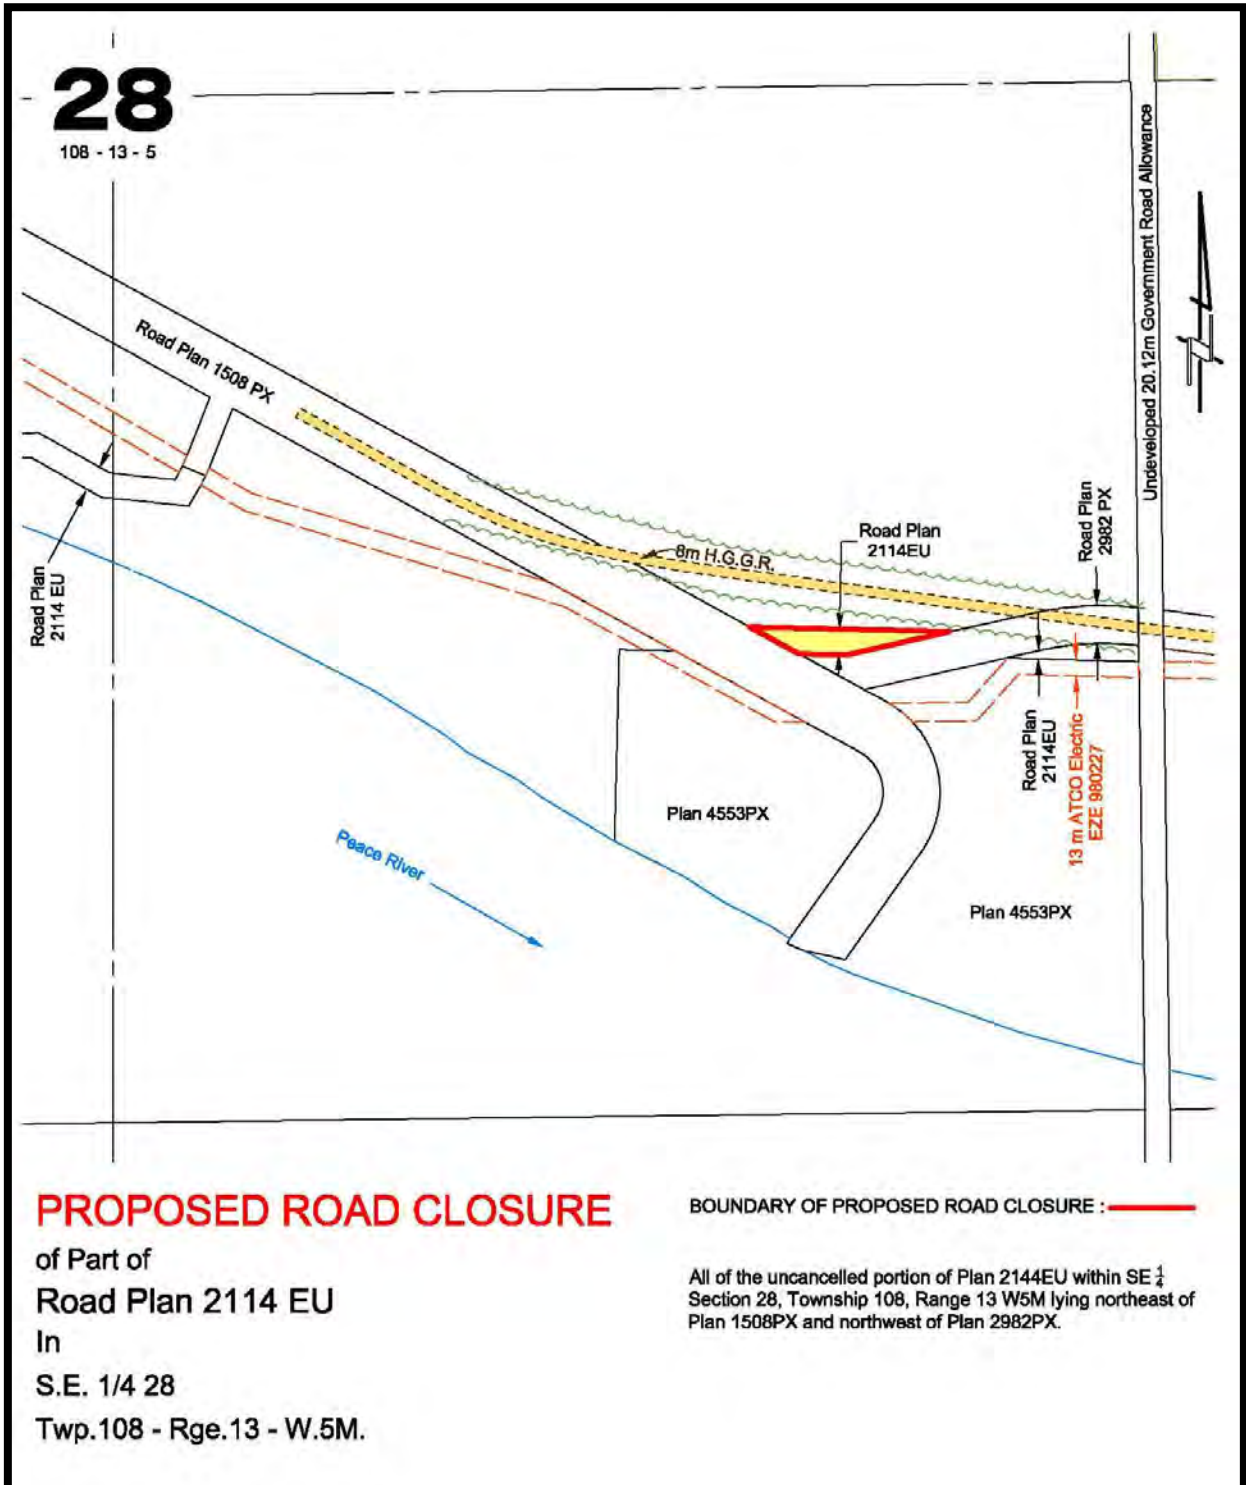 28
108 - 13 - 5
Undeveloped 20.12m Government Road Allowance
Road Plan 1508 PX
Road Plan
2114EU
Road Plan
2982 PX
8m H.G.G.R.
Road Plan
2114 EU
Road Plan
2114EU
13 m ATCO Electric
EZE 980227
Plan 4553PX
Peace River
Plan 4553PX
PROPOSED ROAD CLOSURE
of Part of
Road Plan 2114 EU
In
S.E. 1/4 28
Twp.108 - Rge.13 - W.5M.
BOUNDARY OF PROPOSED ROAD CLOSURE :
All of the uncancelled portion of Plan 2144EU within SE 1/4
Section 28, Township 108, Range 13 W5M lying northeast of
Plan 1508PX and northwest of Plan 2982PX.